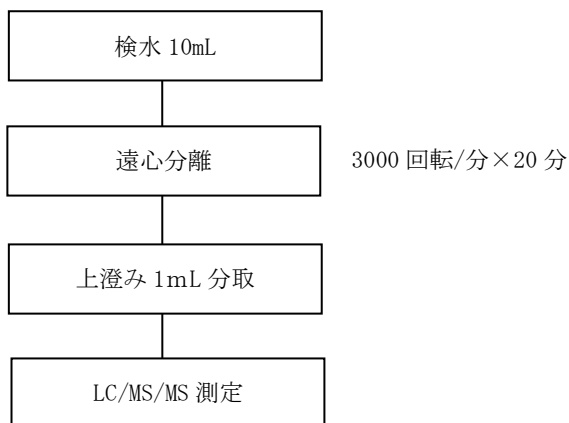 検水 10mL
遠心分離
3000 回転/分×20 分
上澄み 1mL 分取
LC/MS/MS 測定